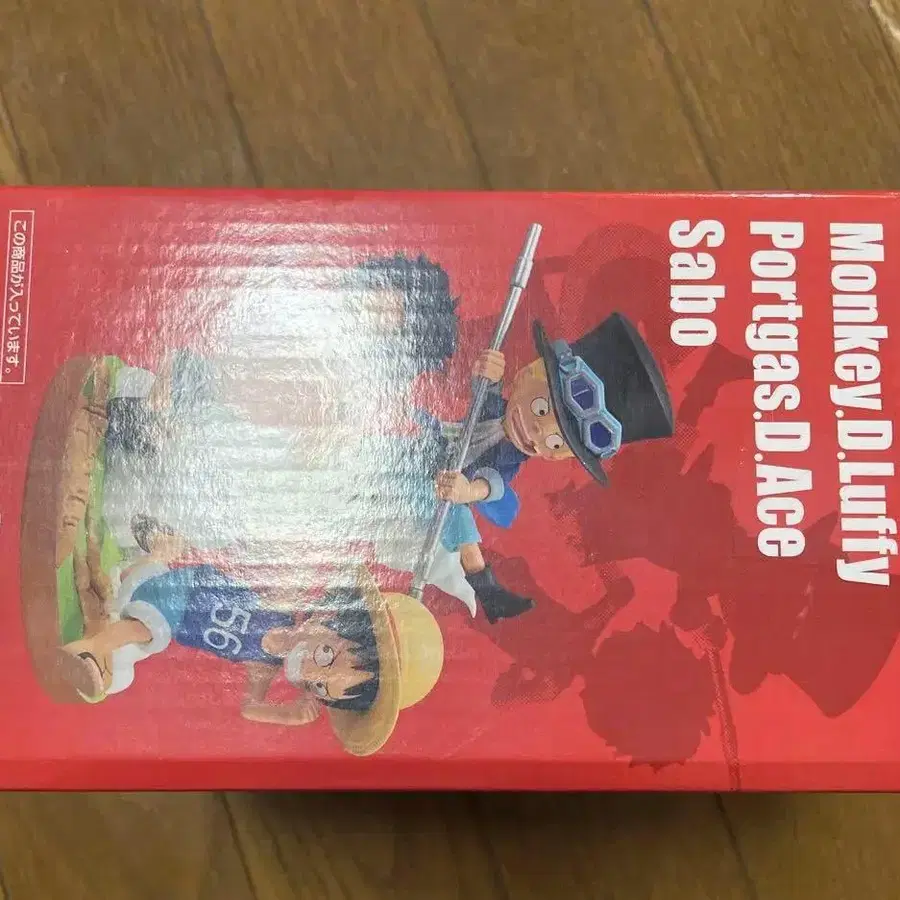 Monkey.D.Luffy
Portgas.D.Ace
Sabo
56
この商品が入っています。